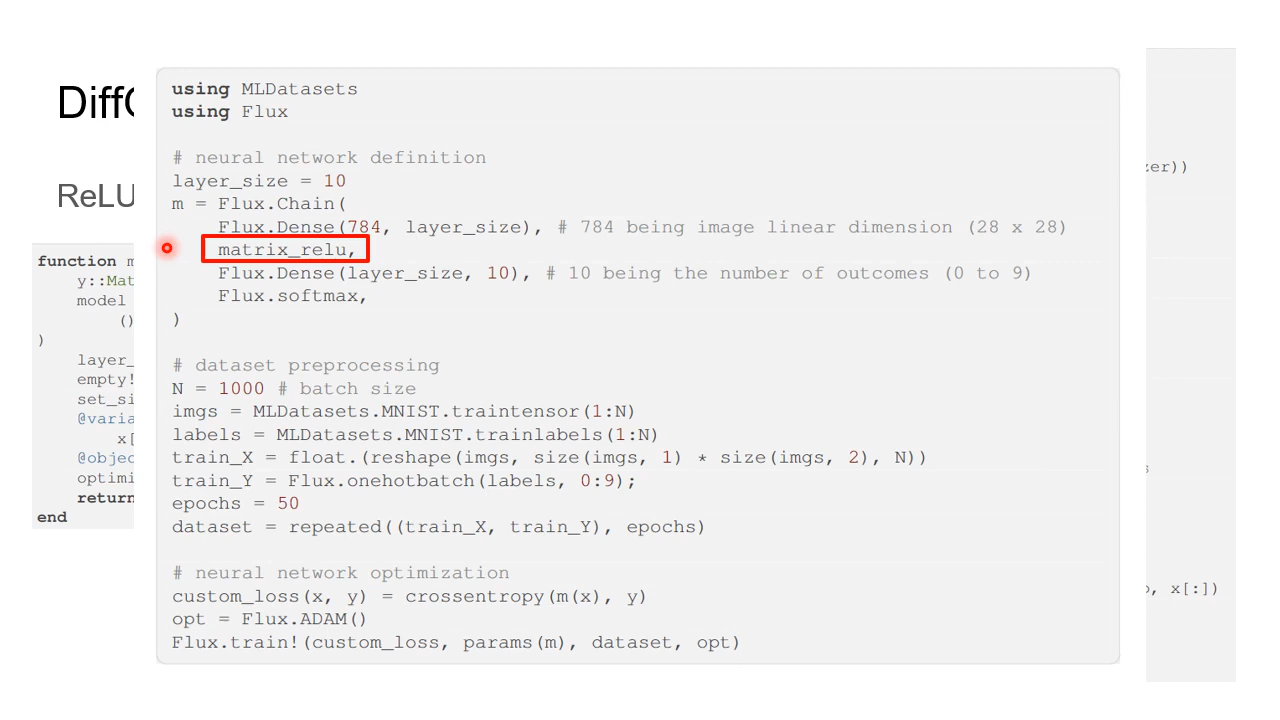 DiffO
ReLU
using MLDatasets
using Flux
# neural network definition
layer_size = 10
m = Flux.Chain(
Flux.Dense(784, layer_size), # 784 being image linear dimension (28 x 28)
matrix_relu,
Flux.Dense(layer_size, 10), # 10 being the number of outcomes (0 to 9)
Flux.softmax,
)
# dataset preprocessing
N = 1000 # batch size
imgs = MLDatasets.MNIST.traintensor(1:N)
labels = MLDatasets.MNIST.trainlabels(1:N)
train_X = float.(reshape(imgs, size(imgs, 1) * size(imgs, 2), N))
train_Y = Flux.onehotbatch(labels, 0:9);
epochs = 50
dataset = repeated((train_X, train_Y), epochs)
# neural network optimization
custom_loss(x, y) = crossentropy(m(x), y)
opt = Flux.ADAM()
Flux.train!(custom_loss, params(m), dataset, opt)
function m
y::Mat
model
()
)
layer_
empty!
set_si
@varia
x[
@objec
optimi
return
end
zer))
s
, x[:])